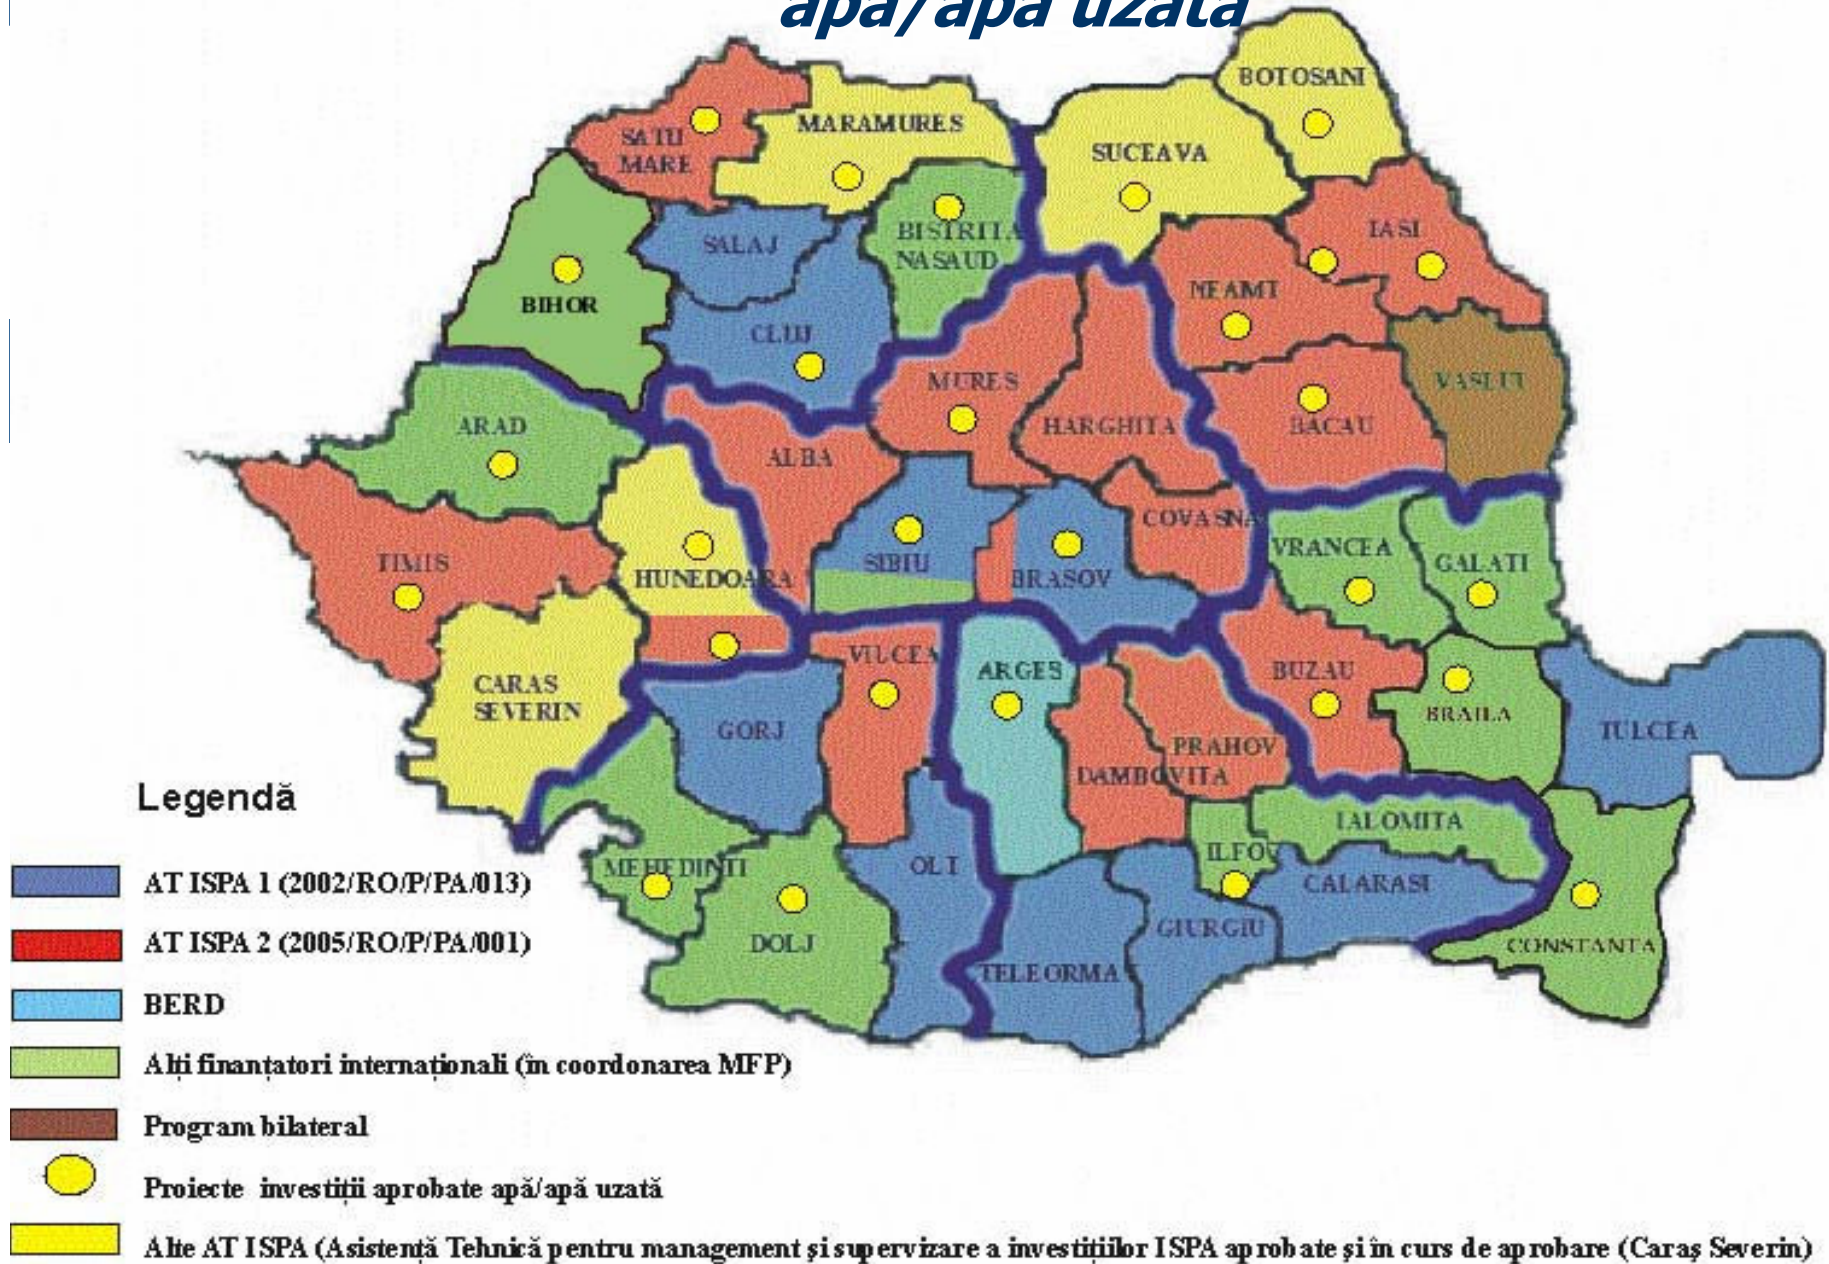 apă/apă uzată
BOTOSANI
MARAMURES
SATU
MARE
SUCEAVA
BISTRITA
NASAUD
SALAJ
IASI
BIHOR
NEAMT
CLUJ
MURES
VASLUI
ARAD
HARGHITA
BACAU
ALBA
COVASNA
TIMIS
HUNEDOARA
SIBIU
BRASOV
VRANCEA
GALATI
VILCEA
ARGES
BUZAU
CARAS
SEVERIN
GORJ
BRAILA
TULCEA
PRAHOV
DAMBOVITA
IALOMITA
ILFOV
MEHEDINTI
OLT
CALARASI
DOLJ
GIURGIU
CONSTANTA
TELEORMA
Legendă
AT ISPA 1 (2002/RO/P/PA/013)
AT ISPA 2 (2005/RO/P/PA/001)
BERD
Alți finanțatori internaționali (în coordonarea MFP)
Program bilateral
Proiecte investiții aprobate apă/apă uzată
Alte AT ISPA (Asistență Tehnică pentru management și supervizare a investițiilor ISPA aprobate și în curs de aprobare (Caraș Severin)